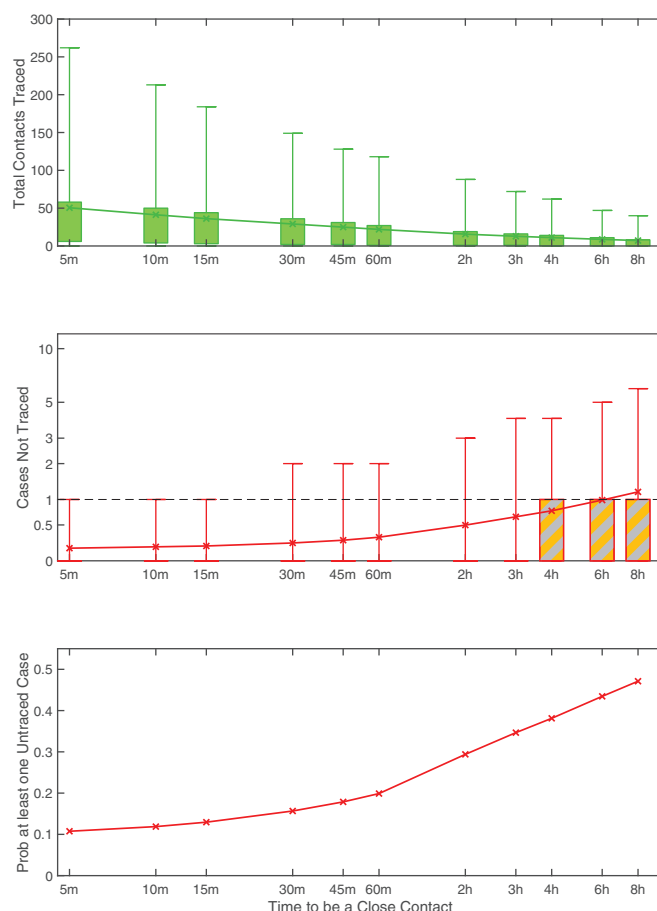 Total Contacts Traced
300
250
200
150
100
50
0
5m 10m 15m 30m 45m 60m 2h 3h 4h 6h 8h
Cases Not Traced
10
5
3
2
1
0.5
0
5m 10m 15m 30m 45m 60m 2h 3h 4h 6h 8h
Prob at least one Untraced Case
0.5
0.4
0.3
0.2
0.1
0
5m 10m 15m 30m 45m 60m 2h 3h 4h 6h 8h
Time to be a Close Contact